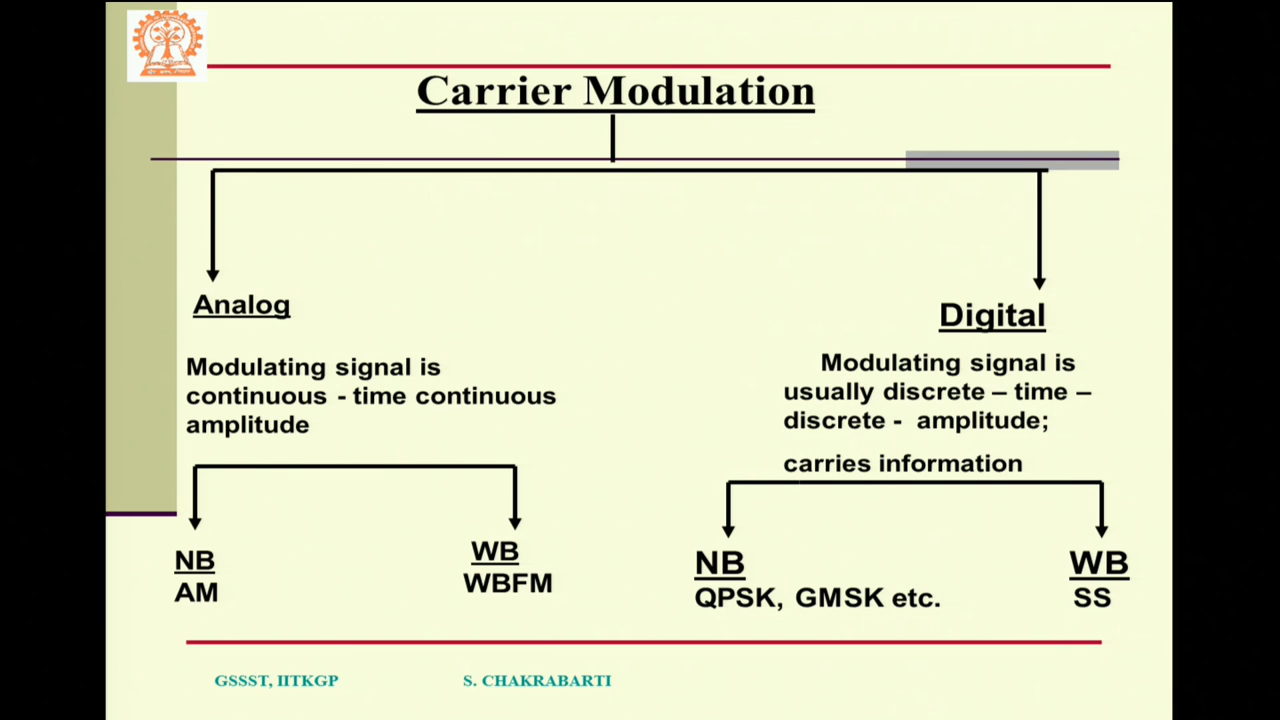 Carrier Modulation
Analog
Modulating signal is
continuous - time continuous
amplitude
NB
AM
WB
WBFM
Digital
Modulating signal is
usually discrete – time –
discrete - amplitude;
carries information
NB
QPSK, GMSK etc.
WB
SS
GSSST, IITKGP
S. CHAKRABARTI